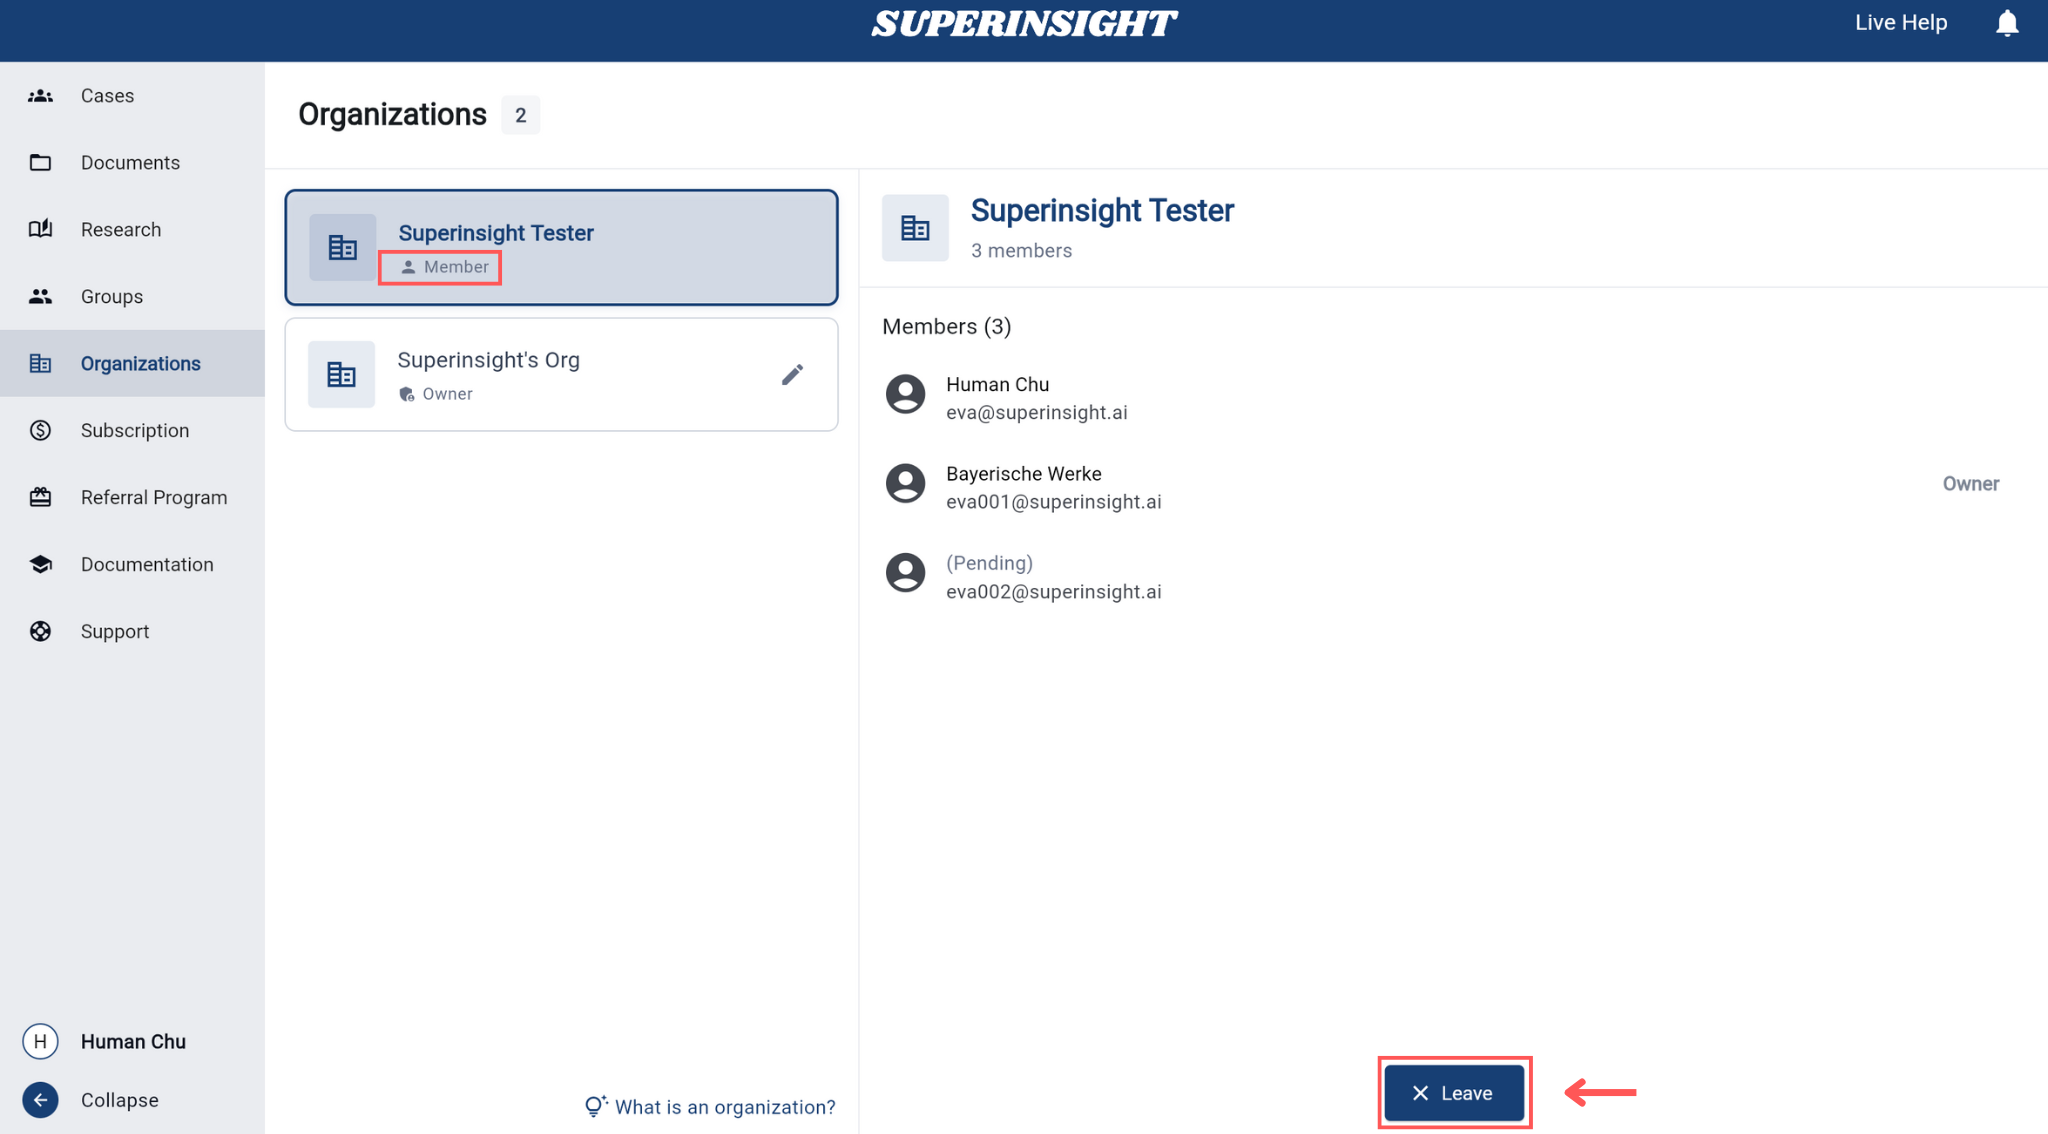 SUPERINSIGHT
Live Help
Cases
Documents
Research
Groups
Organizations
Subscription
Referral Program
Documentation
Support
H Human Chu
Collapse
Organizations 2
Superinsight Tester
Member
Superinsight's Org
Owner
What is an organization?
Superinsight Tester
3 members
Members (3)
Human Chu
eva@superinsight.ai
Bayerische Werke
eva001@superinsight.ai
Owner
(Pending)
eva002@superinsight.ai
Leave